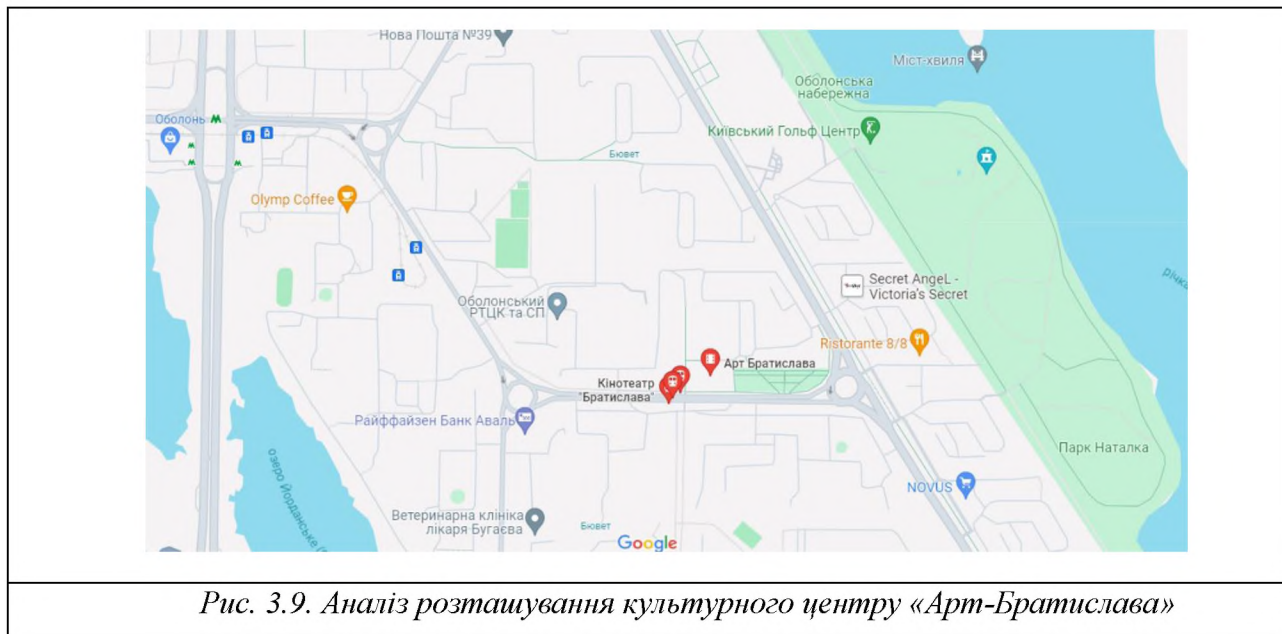 Нова Пошта №39
Міст-хвиля
Оболонська
набережна
Оболонь
Київський Гольф Центр
Бювет
Olymp Coffee
Secret AngeL -
Victoria's Secret
Оболонський
РТЦК та СП
Ristorante 8/8
Арт Братислава
Кінотеатр
"Братислава"
Райффайзен Банк Аваль
Парк Наталка
озеро Йорданське (
NOVUS
Ветеринарна клініка
лікаря Бугаєва
Бювет
Google
Рис. 3.9. Аналіз розташування культурного центру «Арт-Братислава»